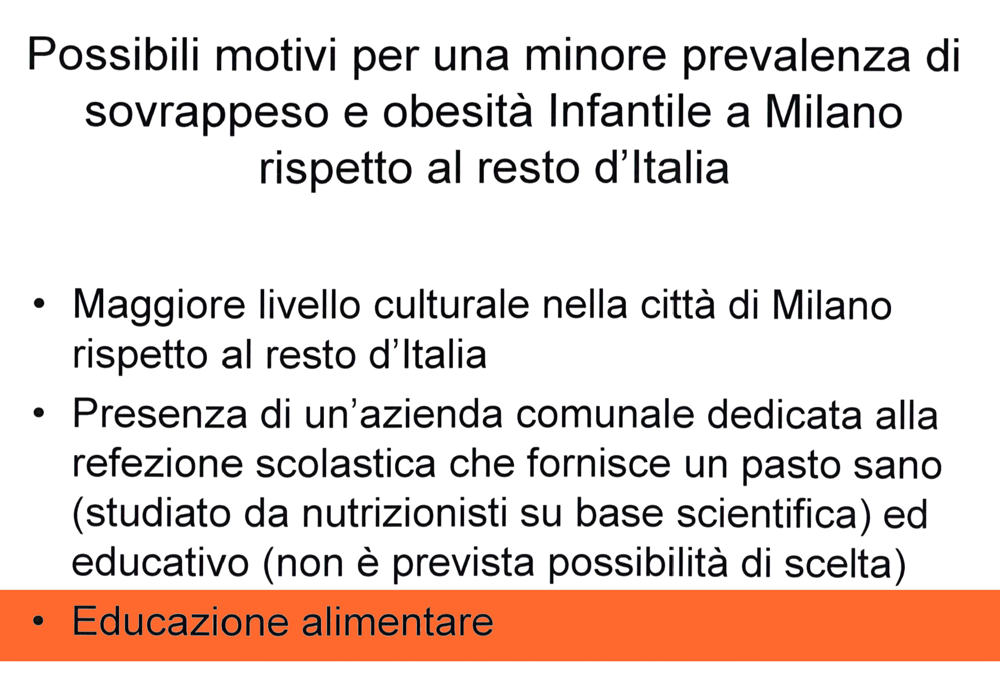 Possibili motivi per una minore prevalenza di
sovrappeso e obesità Infantile a Milano
rispetto al resto d’Italia
• Maggiore livello culturale nella città di Milano
rispetto al resto d’Italia
• Presenza di un’azienda comunale dedicata alla
refezione scolastica che fornisce un pasto sano
(studiato da nutrizionisti su base scientifica) ed
educativo (non è prevista possibilità di scelta)
• Educazione alimentare